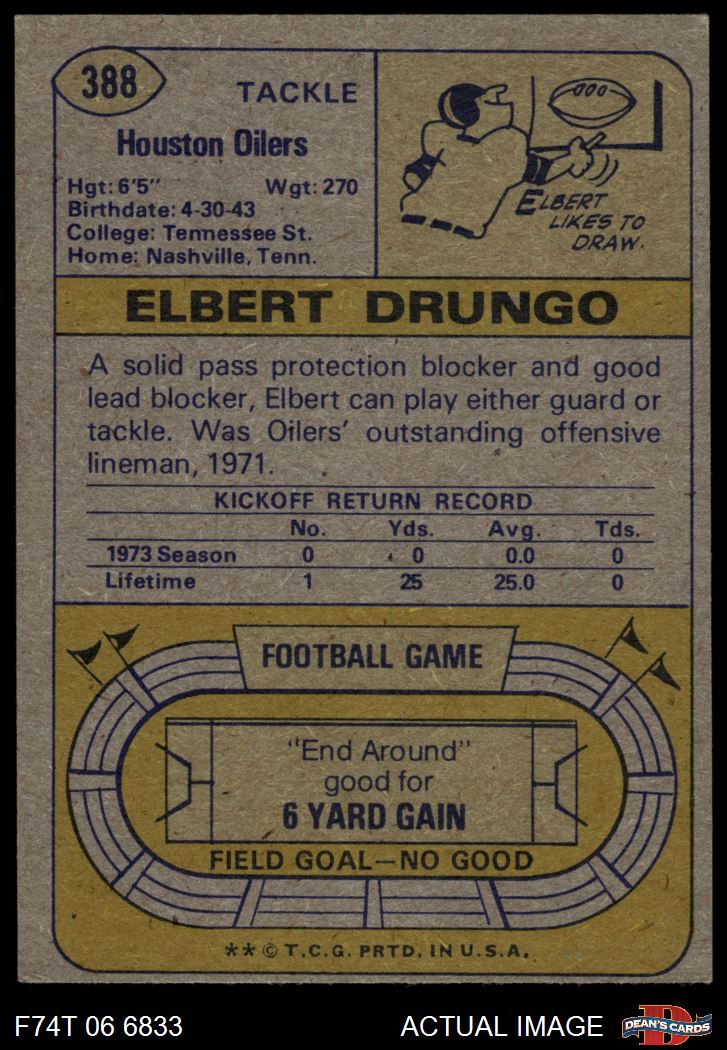 388
TACKLE
Houston Oilers
Hgt: 6'5" Wgt: 270
Birthdate: 4-30-43
College: Tennessee St.
Home: Nashville, Tenn.
ELBERT
LIKES TO
DRAW.
ELBERT DRUNGO
A solid pass protection blocker and good
lead blocker, Elbert can play either guard or
tackle. Was Oilers' outstanding offensive
lineman, 1971.
KICKOFF RETURN RECORD
No. Yds. Avg. Tds.
1973 Season 0 0 0.0 0
Lifetime 1 25 25.0 0
FOOTBALL GAME
"End Around"
good for
6 YARD GAIN
FIELD GOAL—NO GOOD
** © T.C.G. PRTD. IN U.S.A.
F74T 06 6833 ACTUAL IMAGE D DEAN'S CARDS